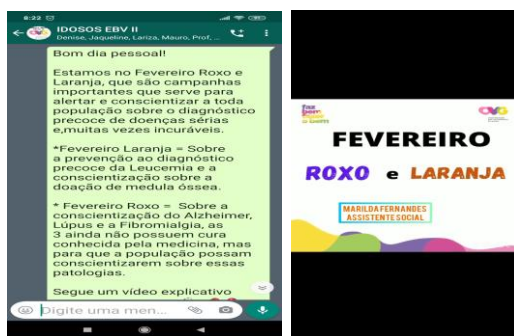 8:22
IDOSOS EBV II
Denise, Jaqueline, Lariza, Mauro, Prof, ...
Bom dia pessoal!
Estamos no Fevereiro Roxo e
Laranja, que são campanhas
importantes que serve para
alertar e conscientizar a toda
população sobre o diagnóstico
precoce de doenças sérias
e,muitas vezes incuráveis.
*Fevereiro Laranja = Sobre
a prevenção ao diagnóstico
precoce da Leucemia e a
conscientização sobre a
doação de medula óssea.
* Fevereiro Roxo = Sobre a
conscientização do Alzheimer,
Lúpus e a Fibromialgia, as
3 ainda não possuem cura
conhecida pela medicina, mas
para que a população possam
conscientizarem sobre essas
patologias.
Segue um vídeo explicativo
Digite uma men...
FEVEREIRO
ROXO e LARANJA
MARILDA FERNANDES
ASSISTENTE SOCIAL